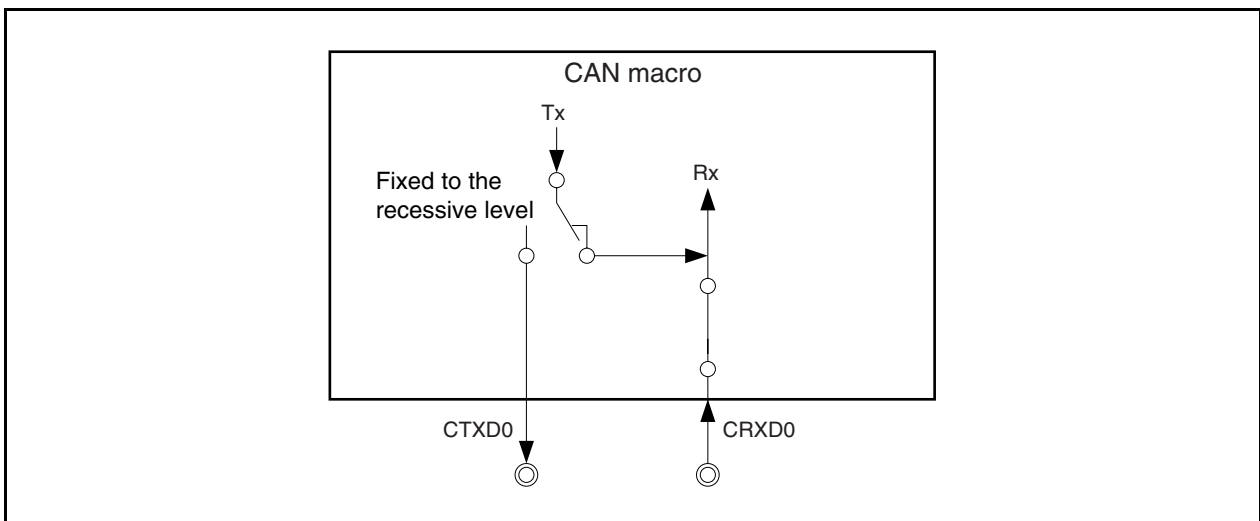 CAN macro
Tx
Rx
Fixed to the
recessive level
CTXD0
CRXD0